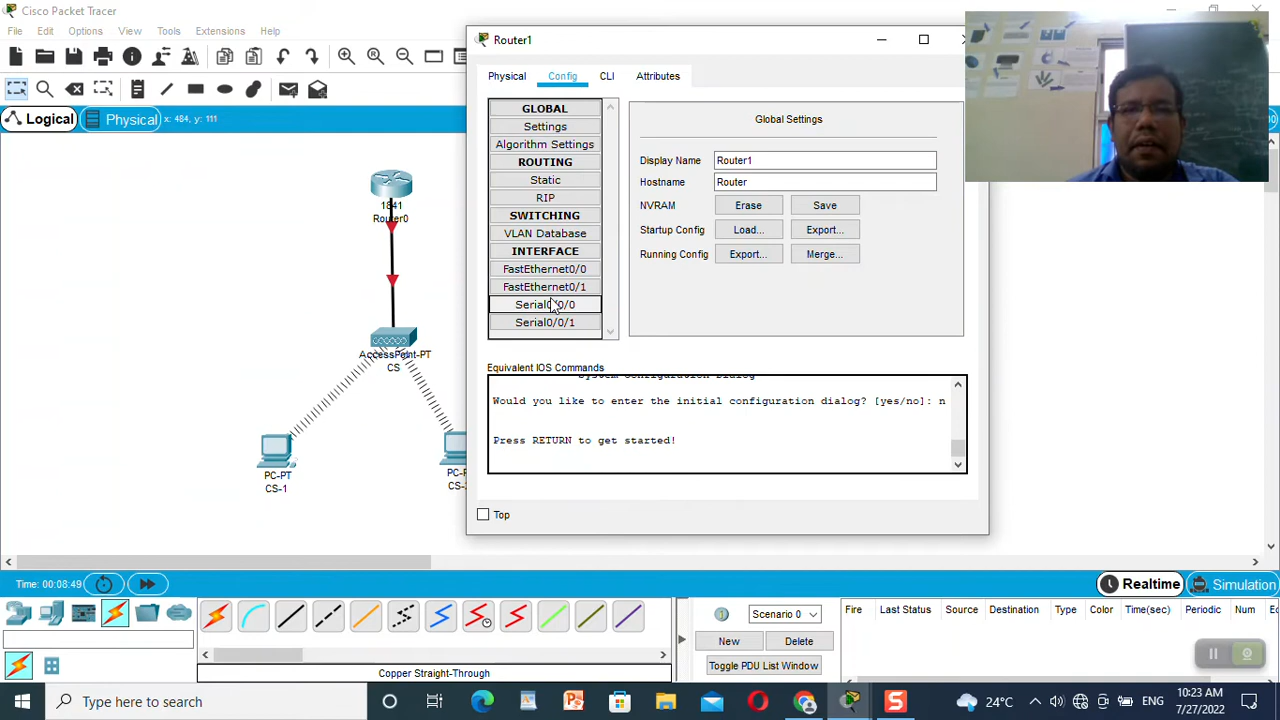 Cisco Packet Tracer
File Edit Options View Tools Extensions Help
Logical Physical x: 484, y: 111
1841
Router0
AccessPoint-PT
CS
PC-PT
CS-1
Router1
Physical Config CLI Attributes
GLOBAL
Settings
Algorithm Settings
ROUTING
Static
RIP
SWITCHING
VLAN Database
INTERFACE
FastEthernet0/0
FastEthernet0/1
Serial0/0/0
Serial0/0/1
Global Settings
Display Name Router1
Hostname Router
NVRAM Erase Save
Startup Config Load... Export...
Running Config Export... Merge...
Equivalent IOS Commands
System Configuration Dialog
Would you like to enter the initial configuration dialog? [yes/no]: n
Press RETURN to get started!
Top
Time: 00:08:49 Realtime Simulation
Scenario 0
New Delete
Toggle PDU List Window
Fire Last Status Source Destination Type Color Time(sec) Periodic Num
Copper Straight-Through
Type here to search
24°C ENG 10:23 AM
7/27/2022